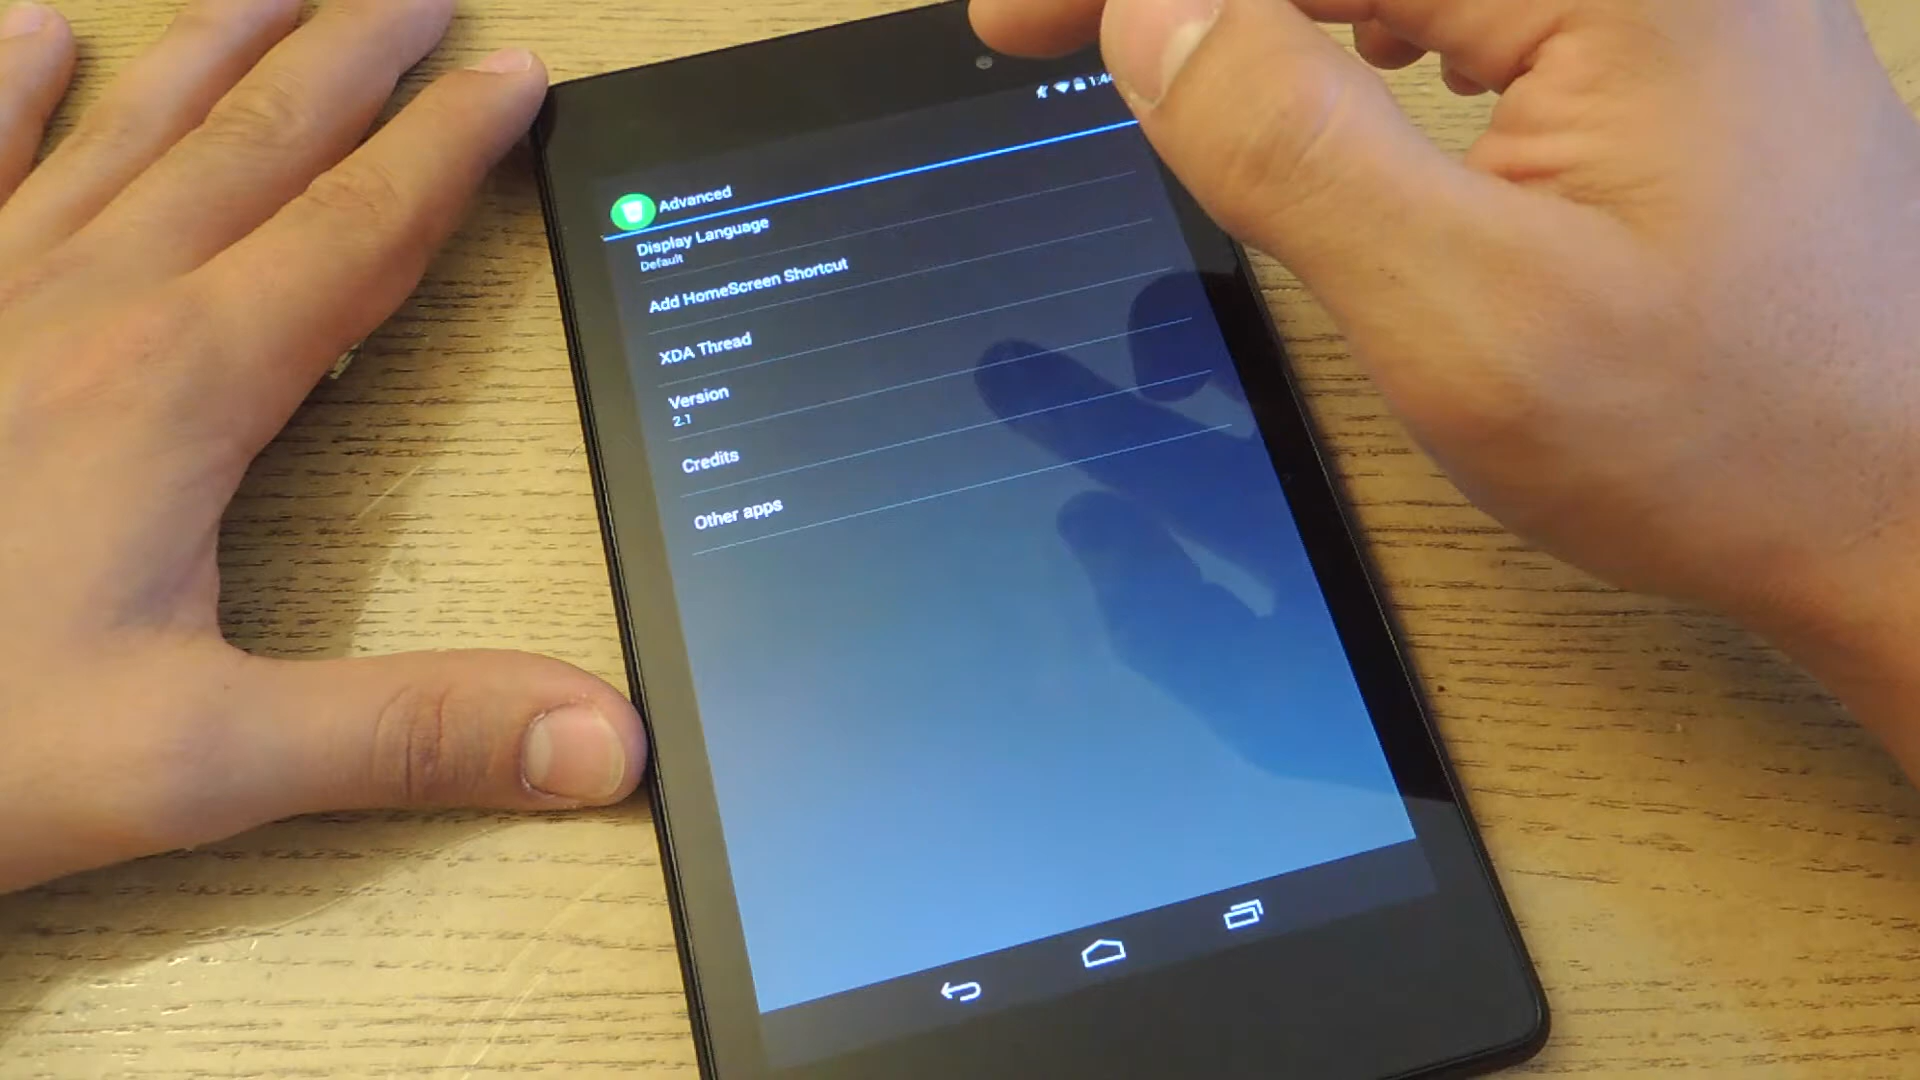 Advanced
Display Language
Default
Add HomeScreen Shortcut
XDA Thread
Version
2.1
Credits
Other apps